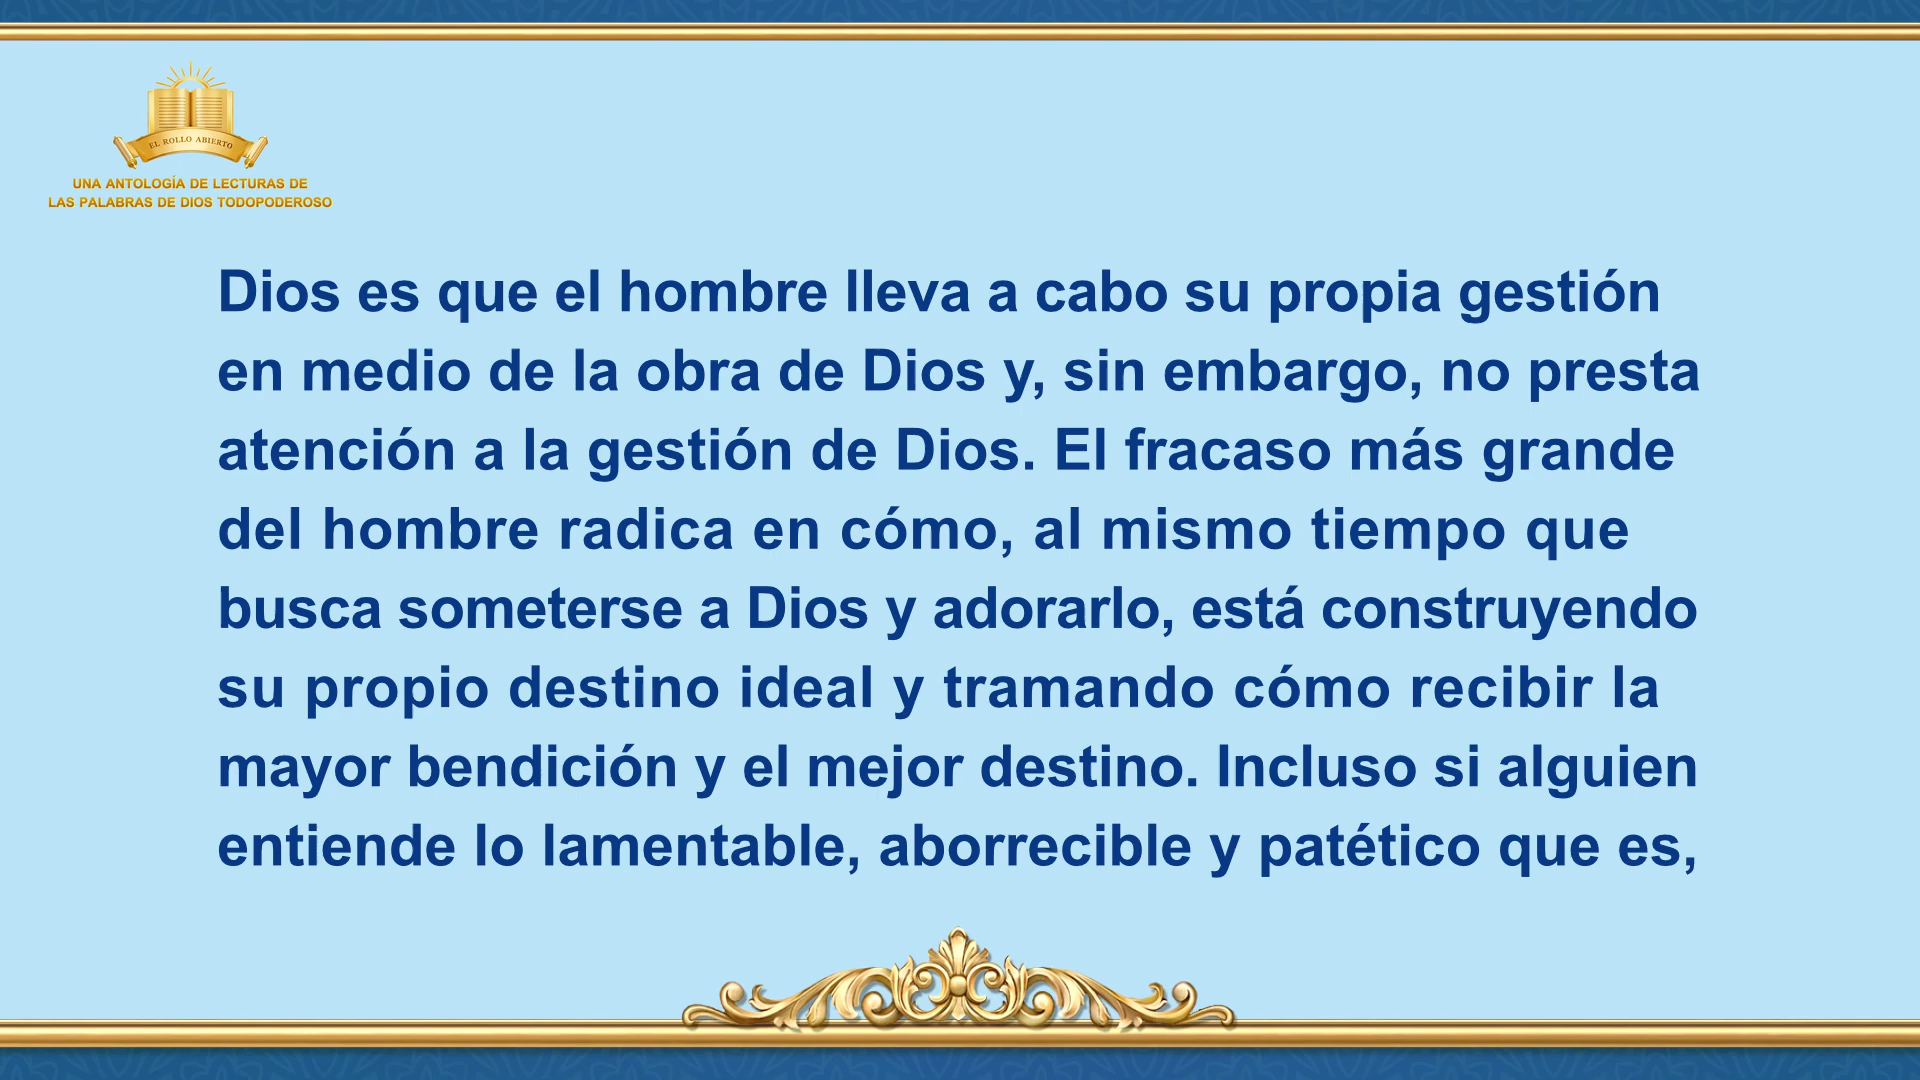 EL ROLLO ABIERTO
UNA ANTOLOGÍA DE LECTURAS DE
LAS PALABRAS DE DIOS TODOPODEROSO
Dios es que el hombre lleva a cabo su propia gestión
en medio de la obra de Dios y, sin embargo, no presta
atención a la gestión de Dios. El fracaso más grande
del hombre radica en cómo, al mismo tiempo que
busca someterse a Dios y adorarlo, está construyendo
su propio destino ideal y tramando cómo recibir la
mayor bendición y el mejor destino. Incluso si alguien
entiende lo lamentable, aborrecible y patético que es,